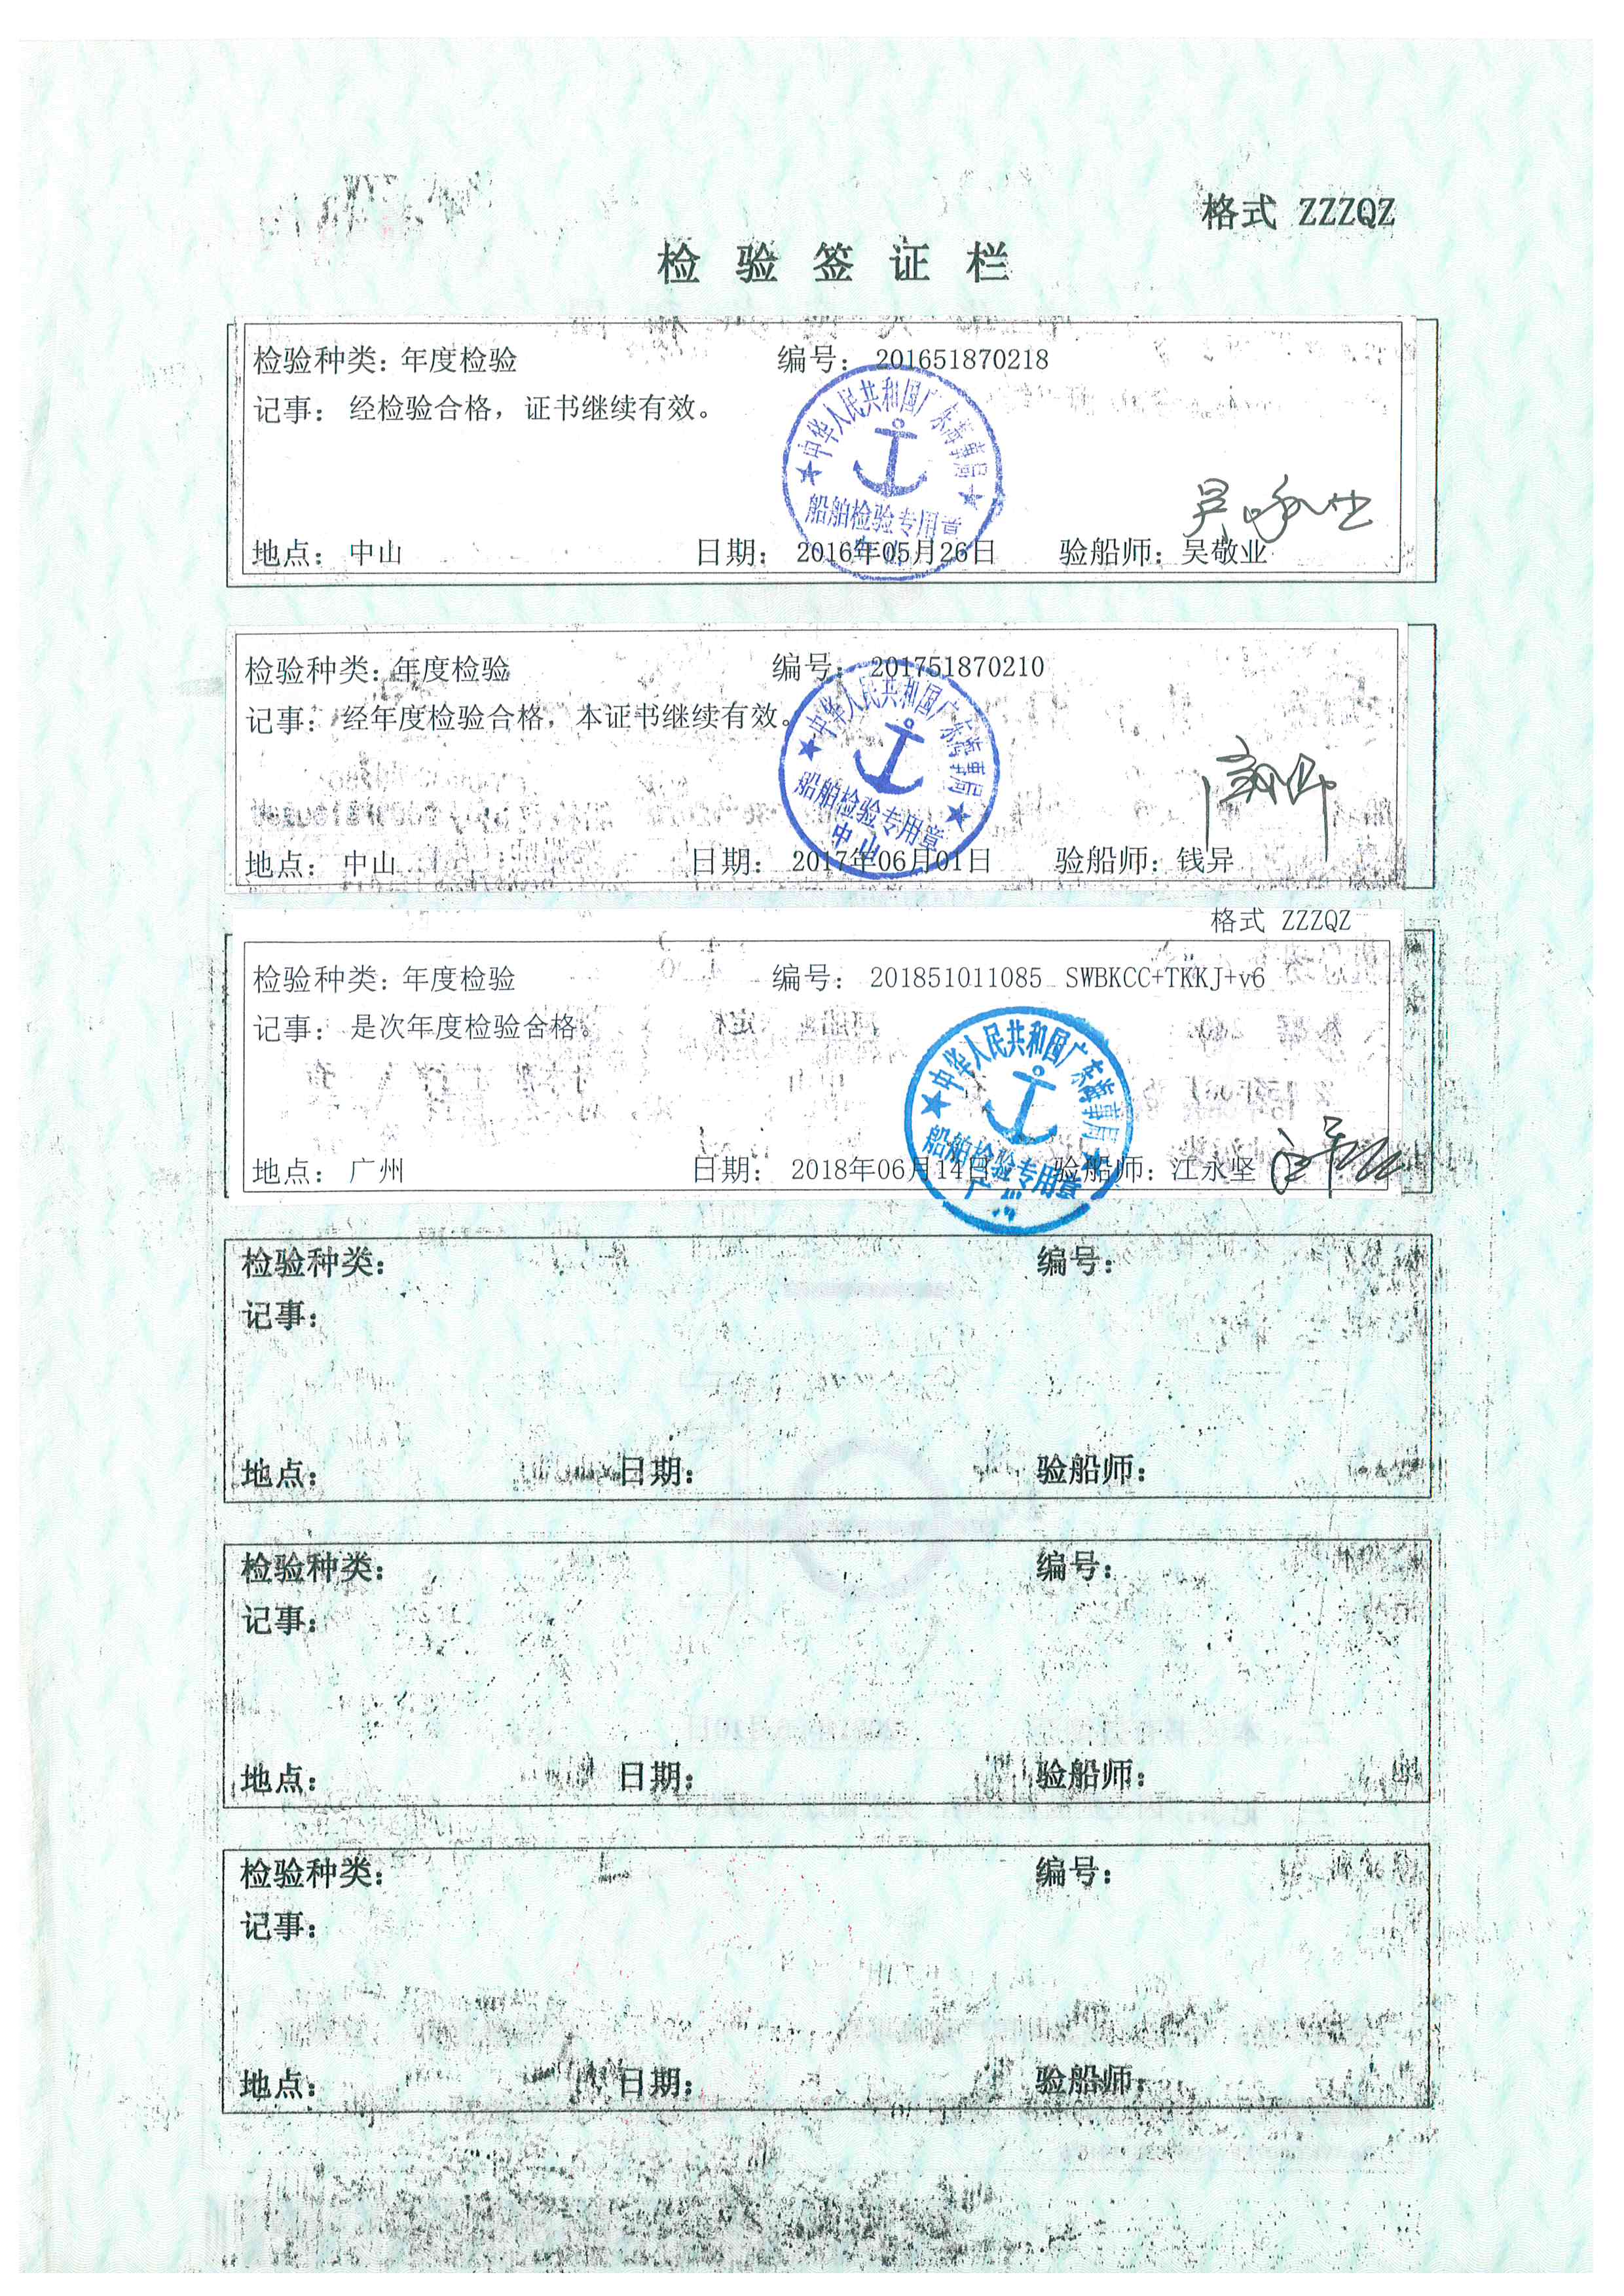 格式 ZZZQZ
检验签证栏
检验种类：年度检验 编号：201651870218
记事：经检验合格，证书继续有效。
中华人民共和国广东海事局
船舶检验专用章
地点：中山 日期：2016年05月26日 验船师：吴敬业
检验种类：年度检验 编号：201751870210
记事：经年度检验合格，本证书继续有效。
中华人民共和国广东海事局
船舶检验专用章
中山
地点：中山 日期：2017年06月01日 验船师：钱异
格式 ZZZQZ
检验种类：年度检验 编号：201851011085 SWBKCC+TKKJ+v6
记事：是次年度检验合格。
中华人民共和国广东海事局
船舶检验专用章
广州
地点：广州 日期：2018年06月14日 验船师：江永坚
检验种类： 编号：
记事：
地点： 日期： 验船师：
检验种类： 编号：
记事：
地点： 日期： 验船师：
检验种类： 编号：
记事：
地点： 日期： 验船师：